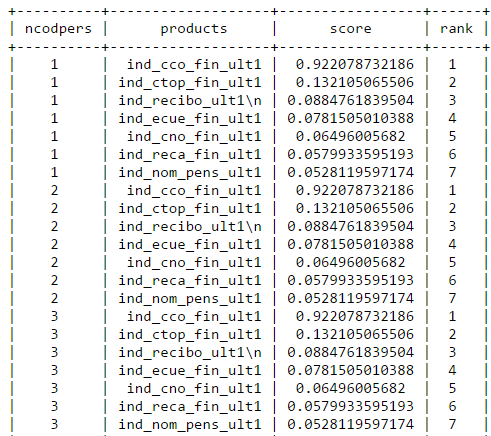 +----------+-------------------+-----------------+------+
| ncodpers | products | score | rank |
+----------+-------------------+-----------------+------+
| 1 | ind_cco_fin_ult1 | 0.922078732186 | 1 |
| 1 | ind_ctop_fin_ult1 | 0.132105065506 | 2 |
| 1 | ind_recibo_ult1\n | 0.0884761839504 | 3 |
| 1 | ind_ecue_fin_ult1 | 0.0781505010388 | 4 |
| 1 | ind_cno_fin_ult1 | 0.06496005682 | 5 |
| 1 | ind_reca_fin_ult1 | 0.0579933595193 | 6 |
| 1 | ind_nom_pens_ult1 | 0.0528119597174 | 7 |
| 2 | ind_cco_fin_ult1 | 0.922078732186 | 1 |
| 2 | ind_ctop_fin_ult1 | 0.132105065506 | 2 |
| 2 | ind_recibo_ult1\n | 0.0884761839504 | 3 |
| 2 | ind_ecue_fin_ult1 | 0.0781505010388 | 4 |
| 2 | ind_cno_fin_ult1 | 0.06496005682 | 5 |
| 2 | ind_reca_fin_ult1 | 0.0579933595193 | 6 |
| 2 | ind_nom_pens_ult1 | 0.0528119597174 | 7 |
| 3 | ind_cco_fin_ult1 | 0.922078732186 | 1 |
| 3 | ind_ctop_fin_ult1 | 0.132105065506 | 2 |
| 3 | ind_recibo_ult1\n | 0.0884761839504 | 3 |
| 3 | ind_ecue_fin_ult1 | 0.0781505010388 | 4 |
| 3 | ind_cno_fin_ult1 | 0.06496005682 | 5 |
| 3 | ind_reca_fin_ult1 | 0.0579933595193 | 6 |
| 3 | ind_nom_pens_ult1 | 0.0528119597174 | 7 |